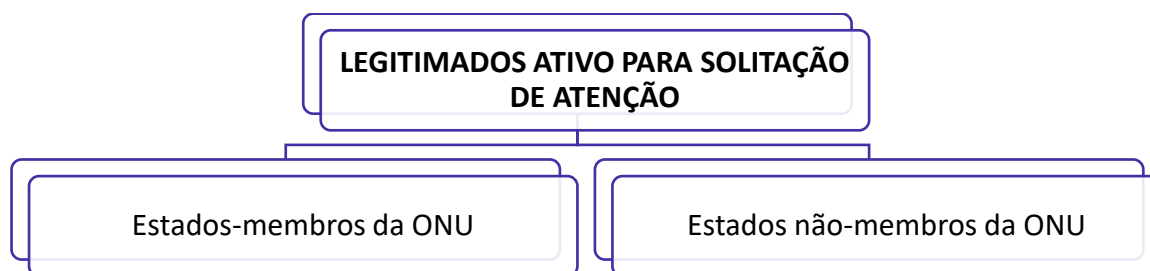 LEGITIMADOS ATIVO PARA SOLITAÇÃO
DE ATENÇÃO
Estados-membros da ONU
Estados não-membros da ONU